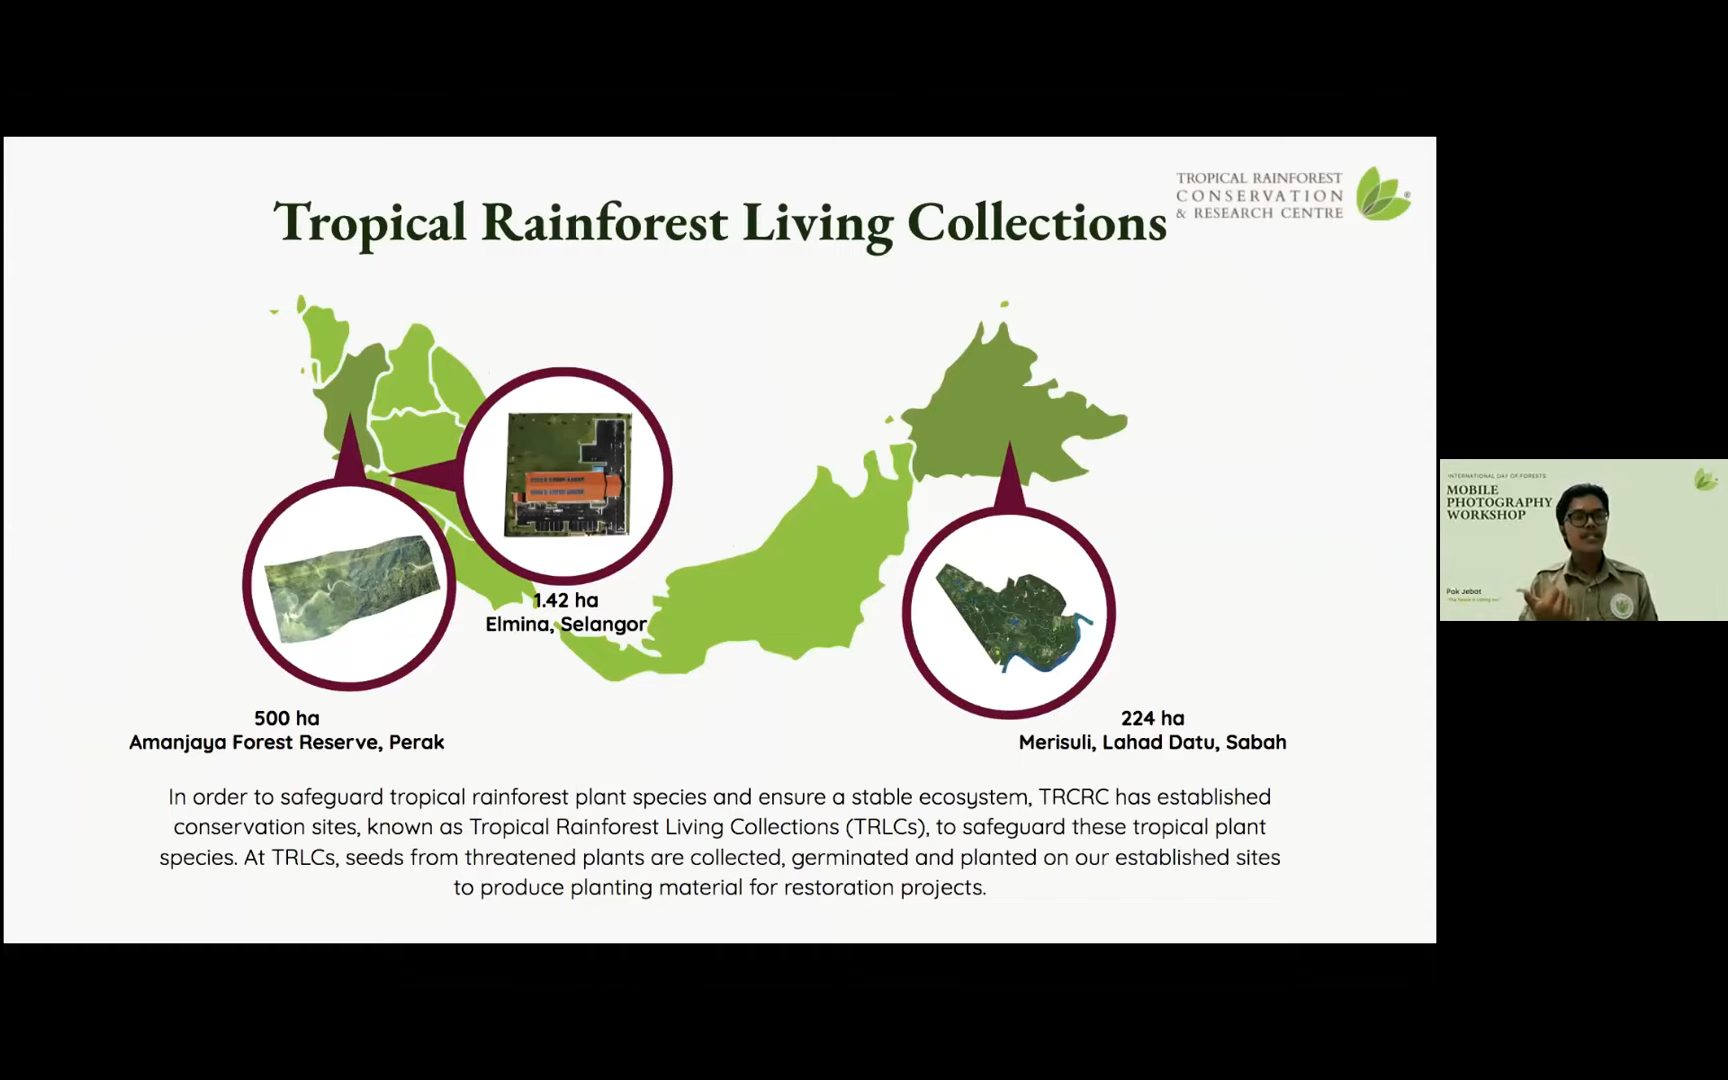 Tropical Rainforest Living Collections
TROPICAL RAINFOREST
CONSERVATION
& RESEARCH CENTRE
®
1.42 ha
Elmina, Selangor
500 ha
Amanjaya Forest Reserve, Perak
224 ha
Merisuli, Lahad Datu, Sabah
In order to safeguard tropical rainforest plant species and ensure a stable ecosystem, TRCRC has established
conservation sites, known as Tropical Rainforest Living Collections (TRLCs), to safeguard these tropical plant
species. At TRLCs, seeds from threatened plants are collected, germinated and planted on our established sites
to produce planting material for restoration projects.
INTERNATIONAL DAY OF FORESTS
MOBILE
PHOTOGRAPHY
WORKSHOP
Pak Jebat